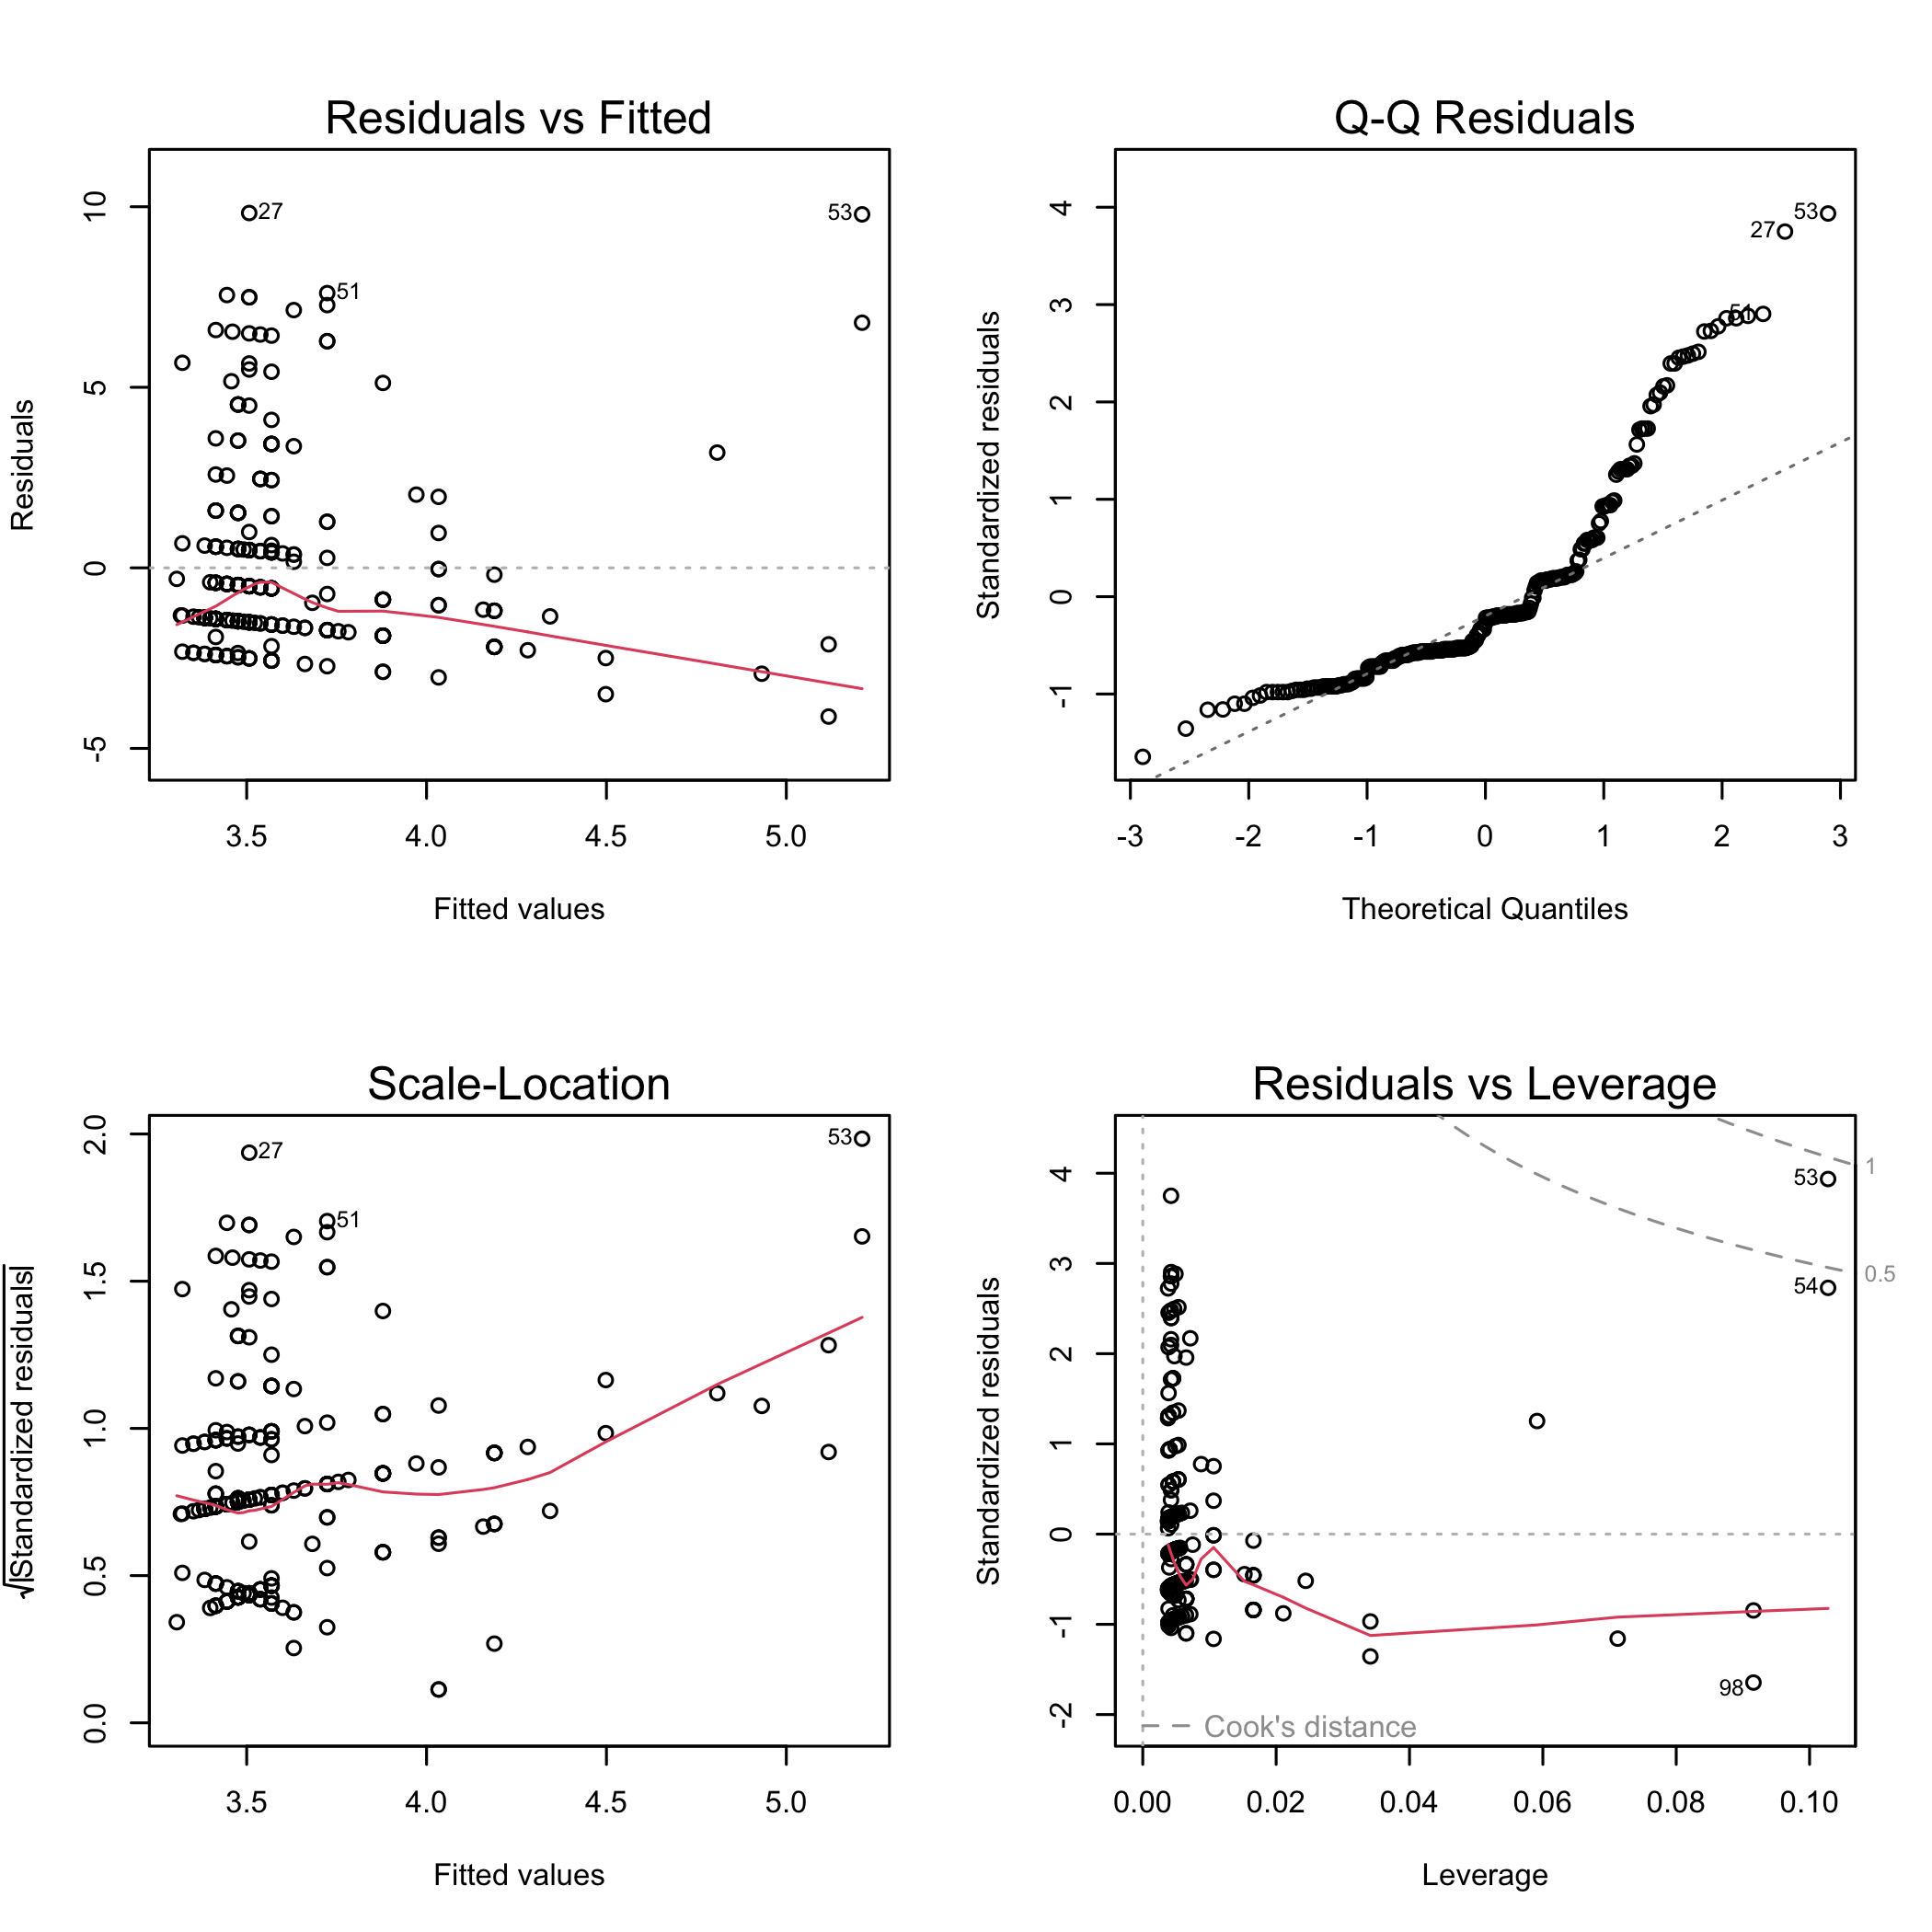 Residuals vs Fitted
Residuals
10
5
0
-5
27
53
51
3.5 4.0 4.5 5.0
Fitted values
Q-Q Residuals
Standardized residuals
4
3
2
1
0
-1
53
27
51
-3 -2 -1 0 1 2 3
Theoretical Quantiles
Scale-Location
√|Standardized residuals|
2.0
1.5
1.0
0.5
0.0
27
53
51
3.5 4.0 4.5 5.0
Fitted values
Residuals vs Leverage
Standardized residuals
4
3
2
1
0
-1
-2
1
53
0.5
54
98
Cook's distance
0.00 0.02 0.04 0.06 0.08 0.10
Leverage